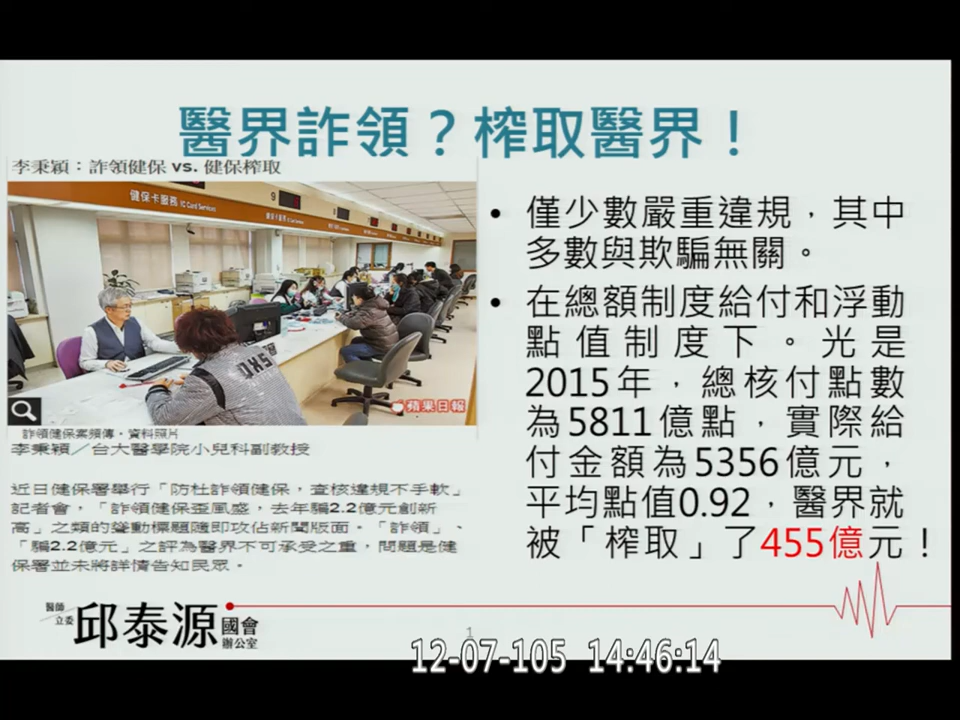 醫界詐領？榨取醫界！
李秉穎：詐領健保 vs. 健保榨取
健保卡服務 IC Card Services
9
8
蘋果日報
詐領健保案頻傳。資料照片
李秉穎／台大醫學院小兒科副教授
近日健保署舉行「防杜詐領健保，查核違規不手軟」
記者會，「詐領健保歪風盛，去年騙2.2億元創新
高」之類的聳動標題隨即攻佔新聞版面。「詐領」、
「騙2.2億元」之評為醫界不可承受之重，問題是健
保署並未將詳情告知民眾。
• 僅少數嚴重違規，其中
多數與欺騙無關。
• 在總額制度給付和浮動
點值制度下。光是
2015年，總核付點數
為5811億點，實際給
付金額為5356億元，
平均點值0.92，醫界就
被「榨取」了455億元！
醫師
立委
邱泰源
國會
辦公室
1
12-07-105 14:46:14